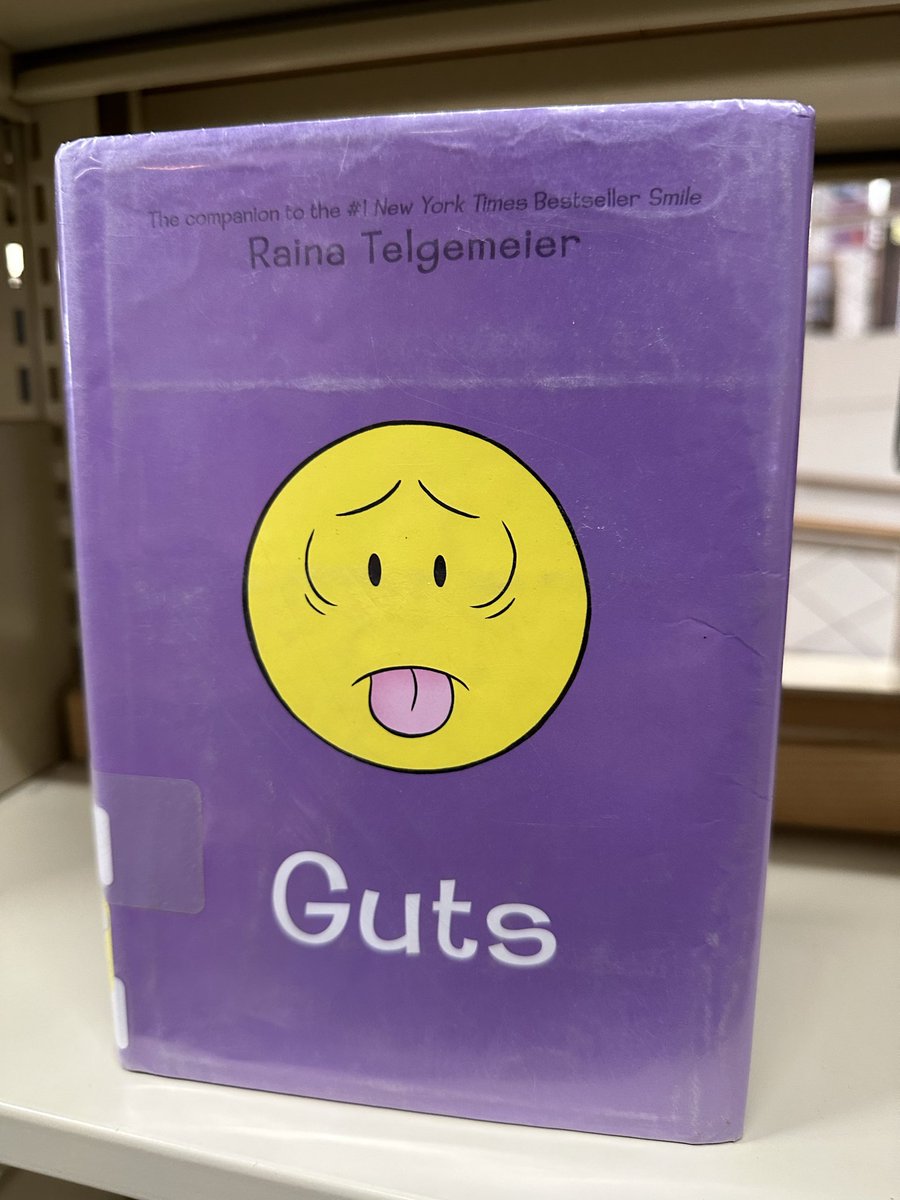 The companion to the #1 New York Times Bestseller Smile
Raina Telgemeier
Guts